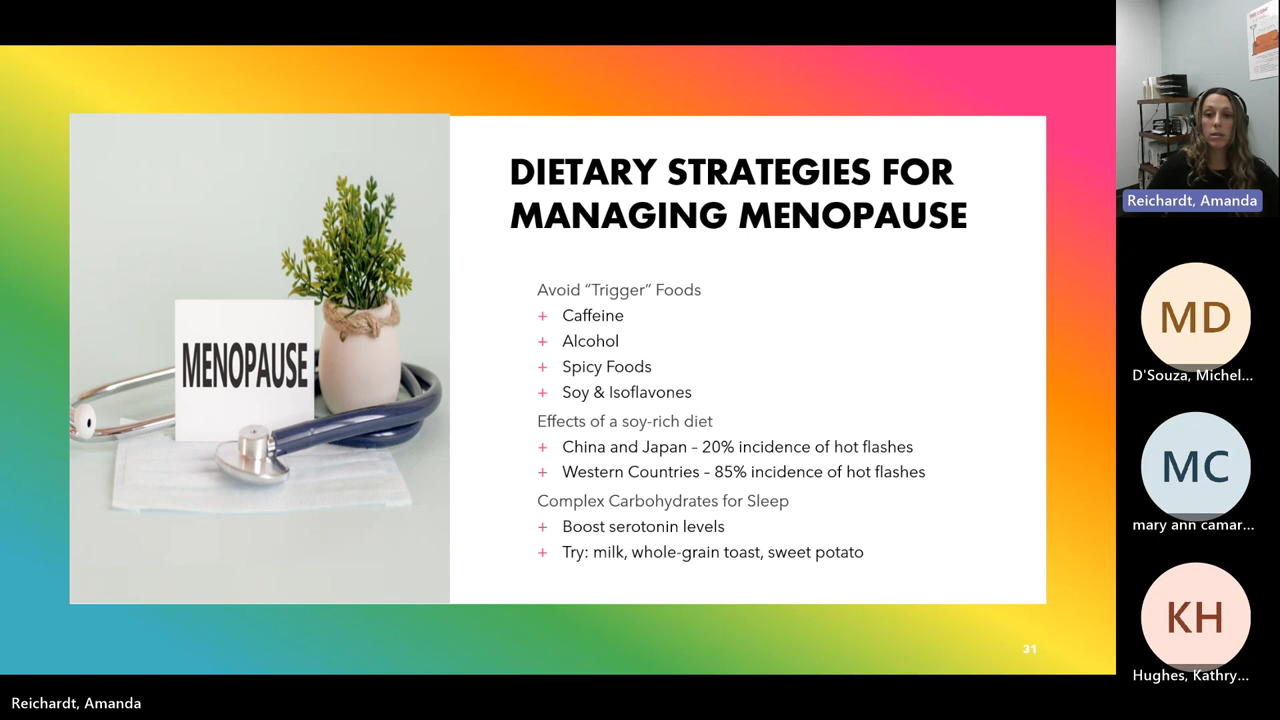 DIETARY STRATEGIES FOR
MANAGING MENOPAUSE
MENOPAUSE
Avoid “Trigger” Foods
+ Caffeine
+ Alcohol
+ Spicy Foods
+ Soy & Isoflavones
Effects of a soy-rich diet
+ China and Japan – 20% incidence of hot flashes
+ Western Countries – 85% incidence of hot flashes
Complex Carbohydrates for Sleep
+ Boost serotonin levels
+ Try: milk, whole-grain toast, sweet potato
31
Reichardt, Amanda
MD
D'Souza, Michel...
MC
mary ann camar...
KH
Hughes, Kathry...
Reichardt, Amanda